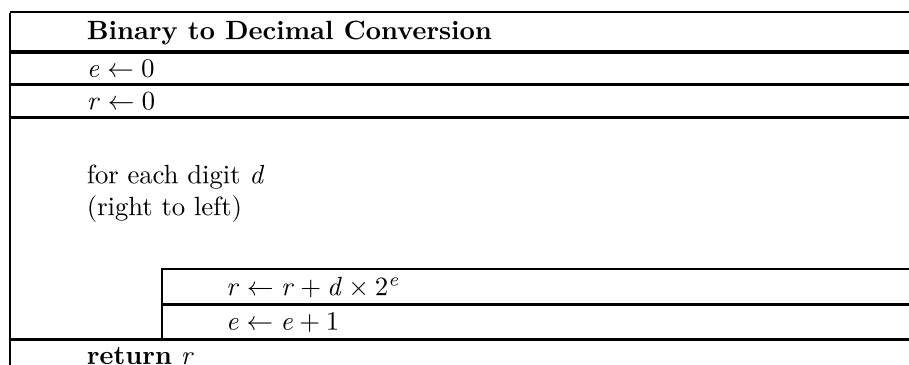 Binary to Decimal Conversion
e ← 0
r ← 0
for each digit d
(right to left)
r ← r + d × 2^e
e ← e + 1
return r